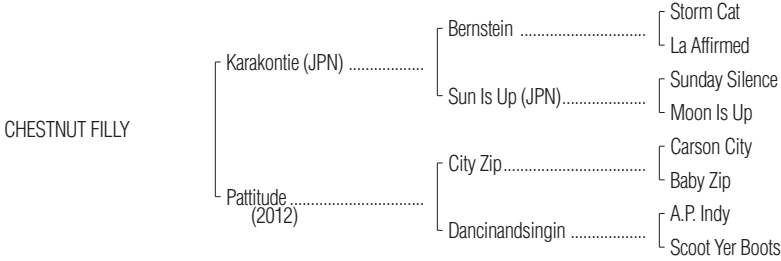 Storm Cat
Bernstein ..............................
La Affirmed
Karakontie (JPN) ..................
Sunday Silence
Sun Is Up (JPN)....................
Moon Is Up
CHESTNUT FILLY
Carson City
City Zip..................................
Baby Zip
Pattitude ................................
(2012)
A.P. Indy
Dancinandsingin ..................
Scoot Yer Boots